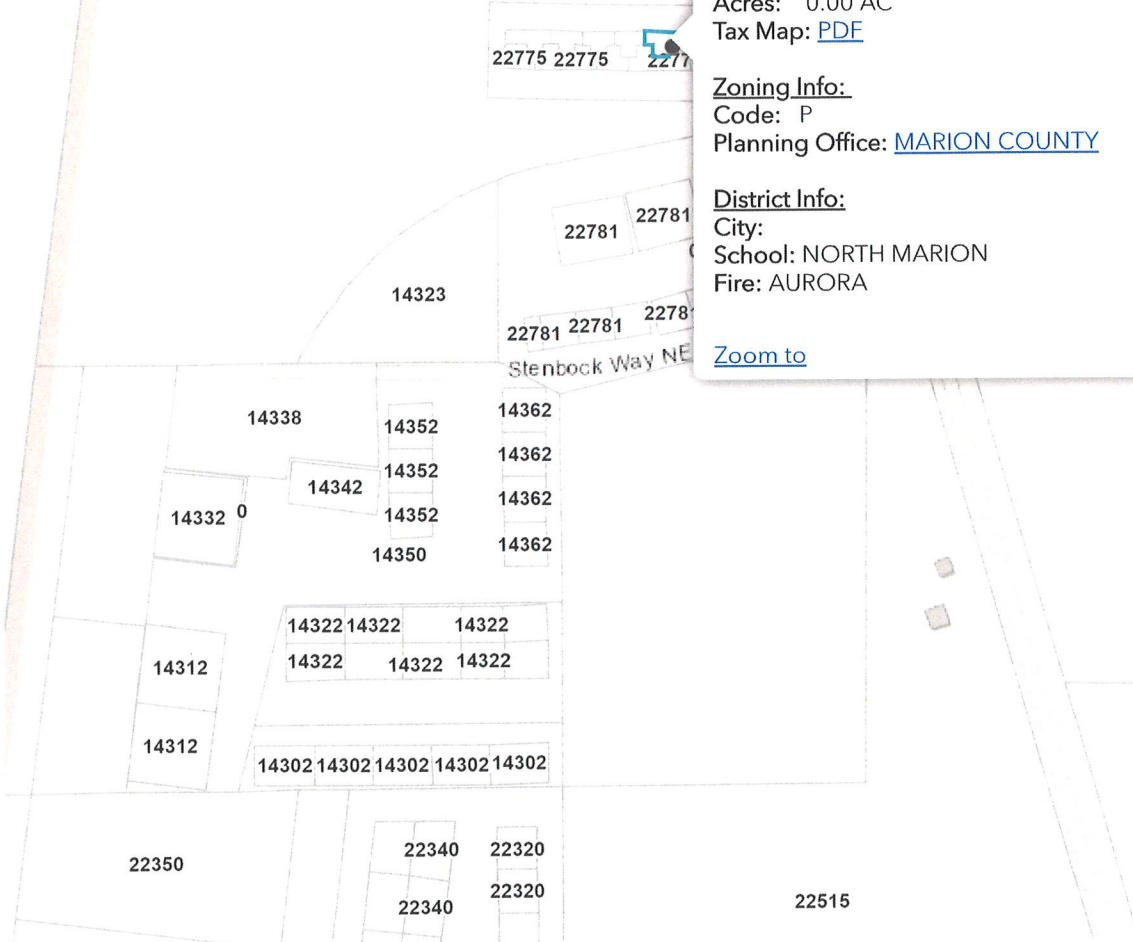 Acres: 0.00 AC
Tax Map: PDF
22775 22775
Zoning Info:
Code: P
Planning Office: MARION COUNTY
District Info:
City:
School: NORTH MARION
Fire: AURORA
Zoom to
22781 22781
14323
22781 22781
Stenbock Way NE
14338
14352
14362
14352
14362
14342
14352
14362
14332 0
14350
14362
14322 14322 14322
14322 14322 14322
14312
14312
14302 14302 14302 14302 14302
22350
22340 22320
22340 22320
22515